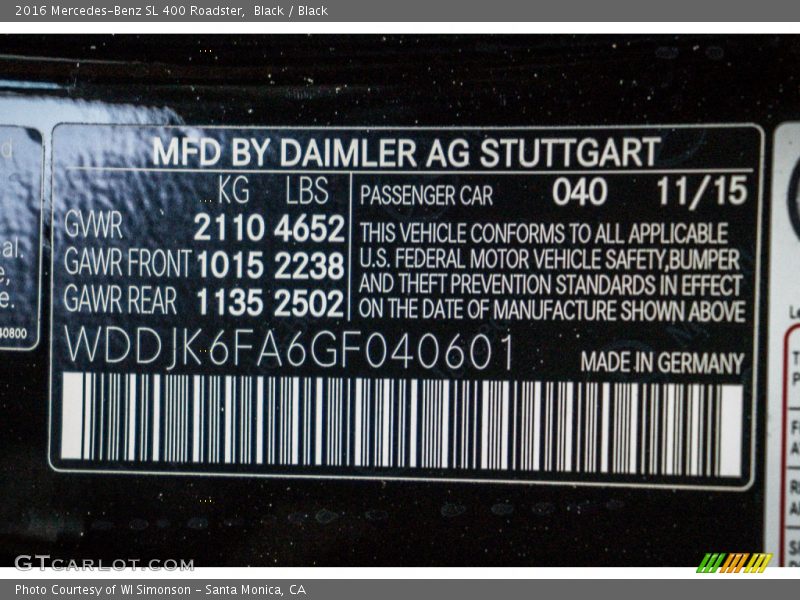 2016 Mercedes-Benz SL 400 Roadster,  Black / Black
MFD BY DAIMLER AG STUTTGART
KG LBS
GVWR 2110 4652
GAWR FRONT 1015 2238
GAWR REAR 1135 2502
PASSENGER CAR 040 11/15
THIS VEHICLE CONFORMS TO ALL APPLICABLE
U.S. FEDERAL MOTOR VEHICLE SAFETY,BUMPER
AND THEFT PREVENTION STANDARDS IN EFFECT
ON THE DATE OF MANUFACTURE SHOWN ABOVE
WDDJK6FA6GF040601
MADE IN GERMANY
40800
GTCARLOT.COM
Photo Courtesy of WI Simonson - Santa Monica, CA